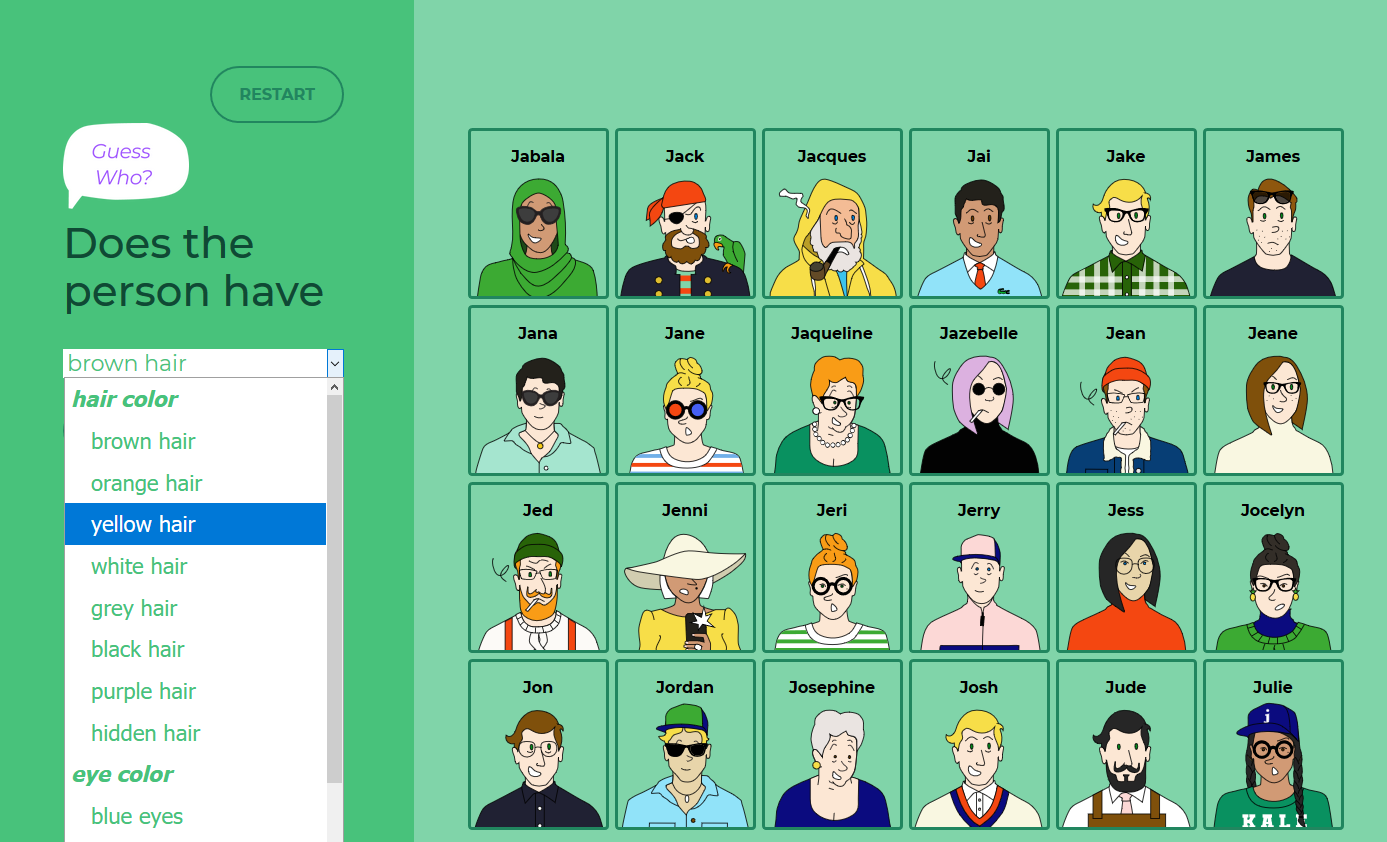 RESTART
Guess
Who?
Does the
person have
brown hair
hair color
brown hair
orange hair
yellow hair
white hair
grey hair
black hair
purple hair
hidden hair
eye color
blue eyes
Jabala
Jack
Jacques
Jai
Jake
James
Jana
Jane
Jaqueline
Jazebelle
Jean
Jeane
Jed
Jenni
Jeri
Jerry
Jess
Jocelyn
Jon
Jordan
Josephine
Josh
Jude
Julie
j
KALE